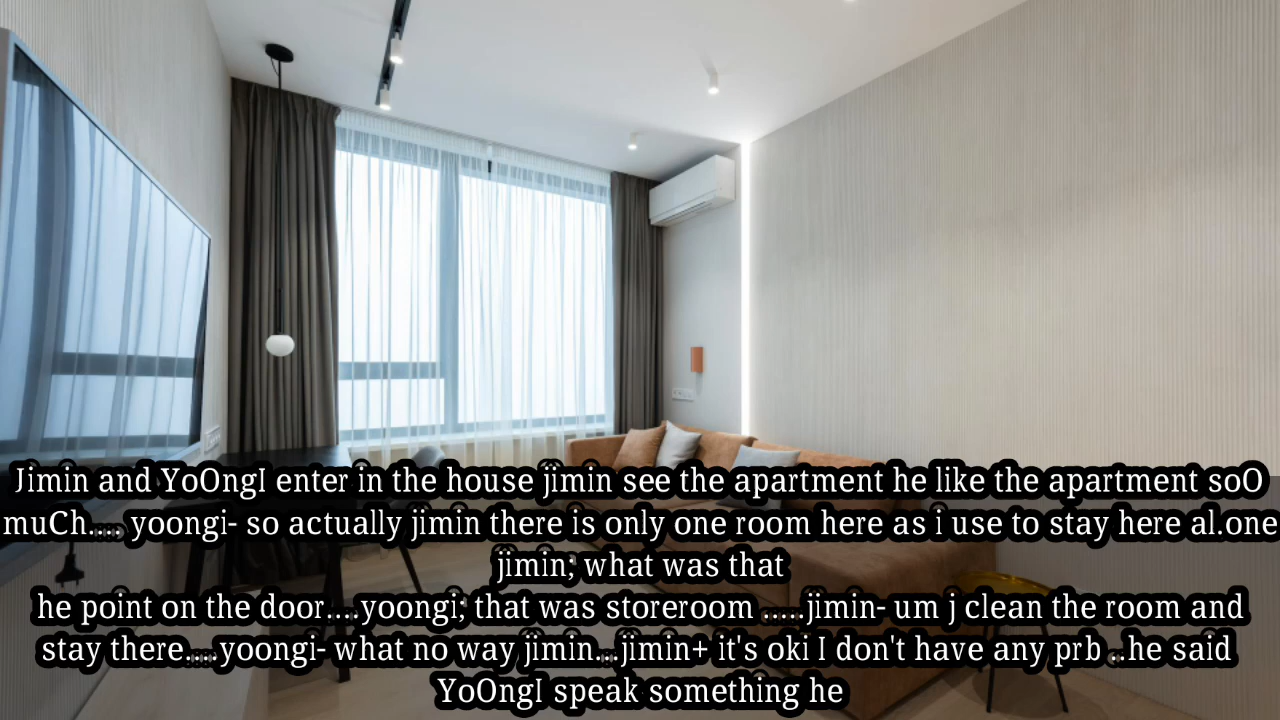 Jimin and YoOngI enter in the house jimin see the apartment he like the apartment soO
muCh.... yoongi- so actually jimin there is only one room here as i use to stay here al.one
jimin; what was that
he point on the door....yoongi; that was storeroom ......jimin- um j clean the room and
stay there.....yoongi- what no way jimin...jimin+ it's oki I don't have any prb ..he said
YoOngI speak something he